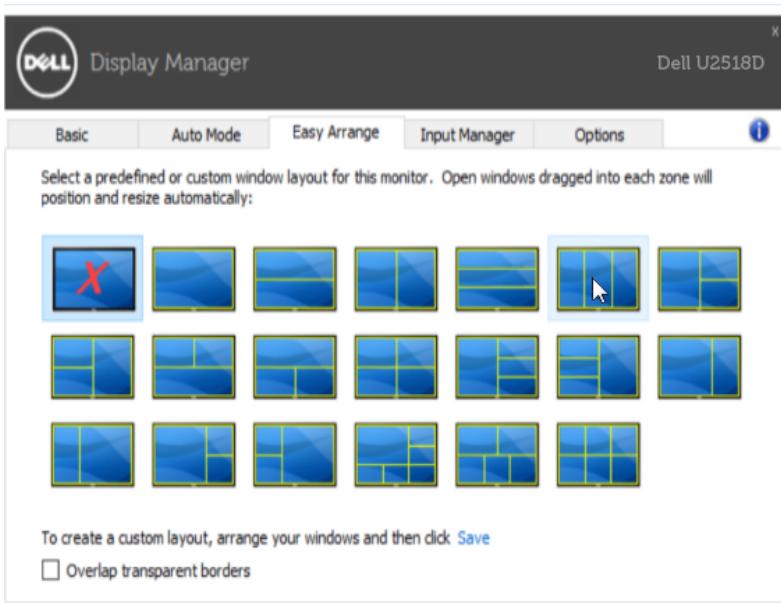 DELL Display Manager
x
Dell U2518D
Basic Auto Mode Easy Arrange Input Manager Options i
Select a predefined or custom window layout for this monitor. Open windows dragged into each zone will
position and resize automatically:
X
To create a custom layout, arrange your windows and then click Save
Overlap transparent borders